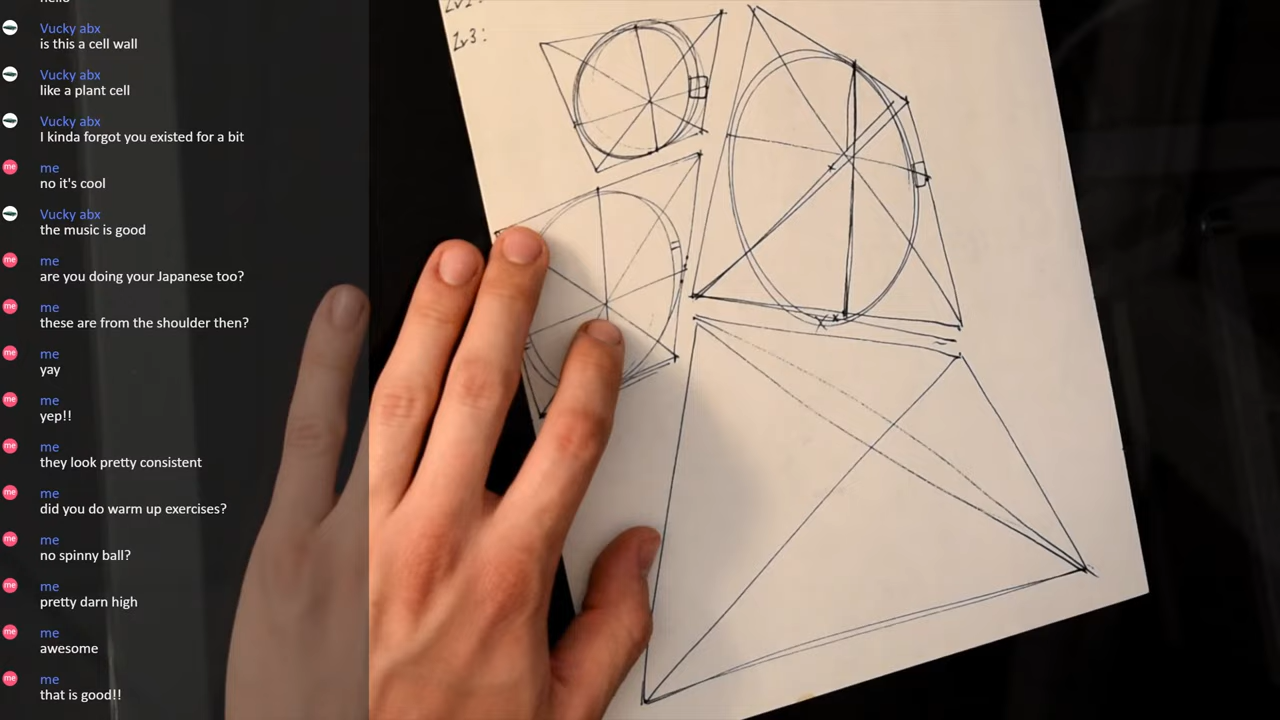 hello
Vucky abx
is this a cell wall
Vucky abx
like a plant cell
Vucky abx
I kinda forgot you existed for a bit
me
no it's cool
Vucky abx
the music is good
me
are you doing your Japanese too?
me
these are from the shoulder then?
me
yay
me
yep!!
me
they look pretty consistent
me
did you do warm up exercises?
me
no spinny ball?
me
pretty darn high
me
awesome
me
that is good!!
Lv3: